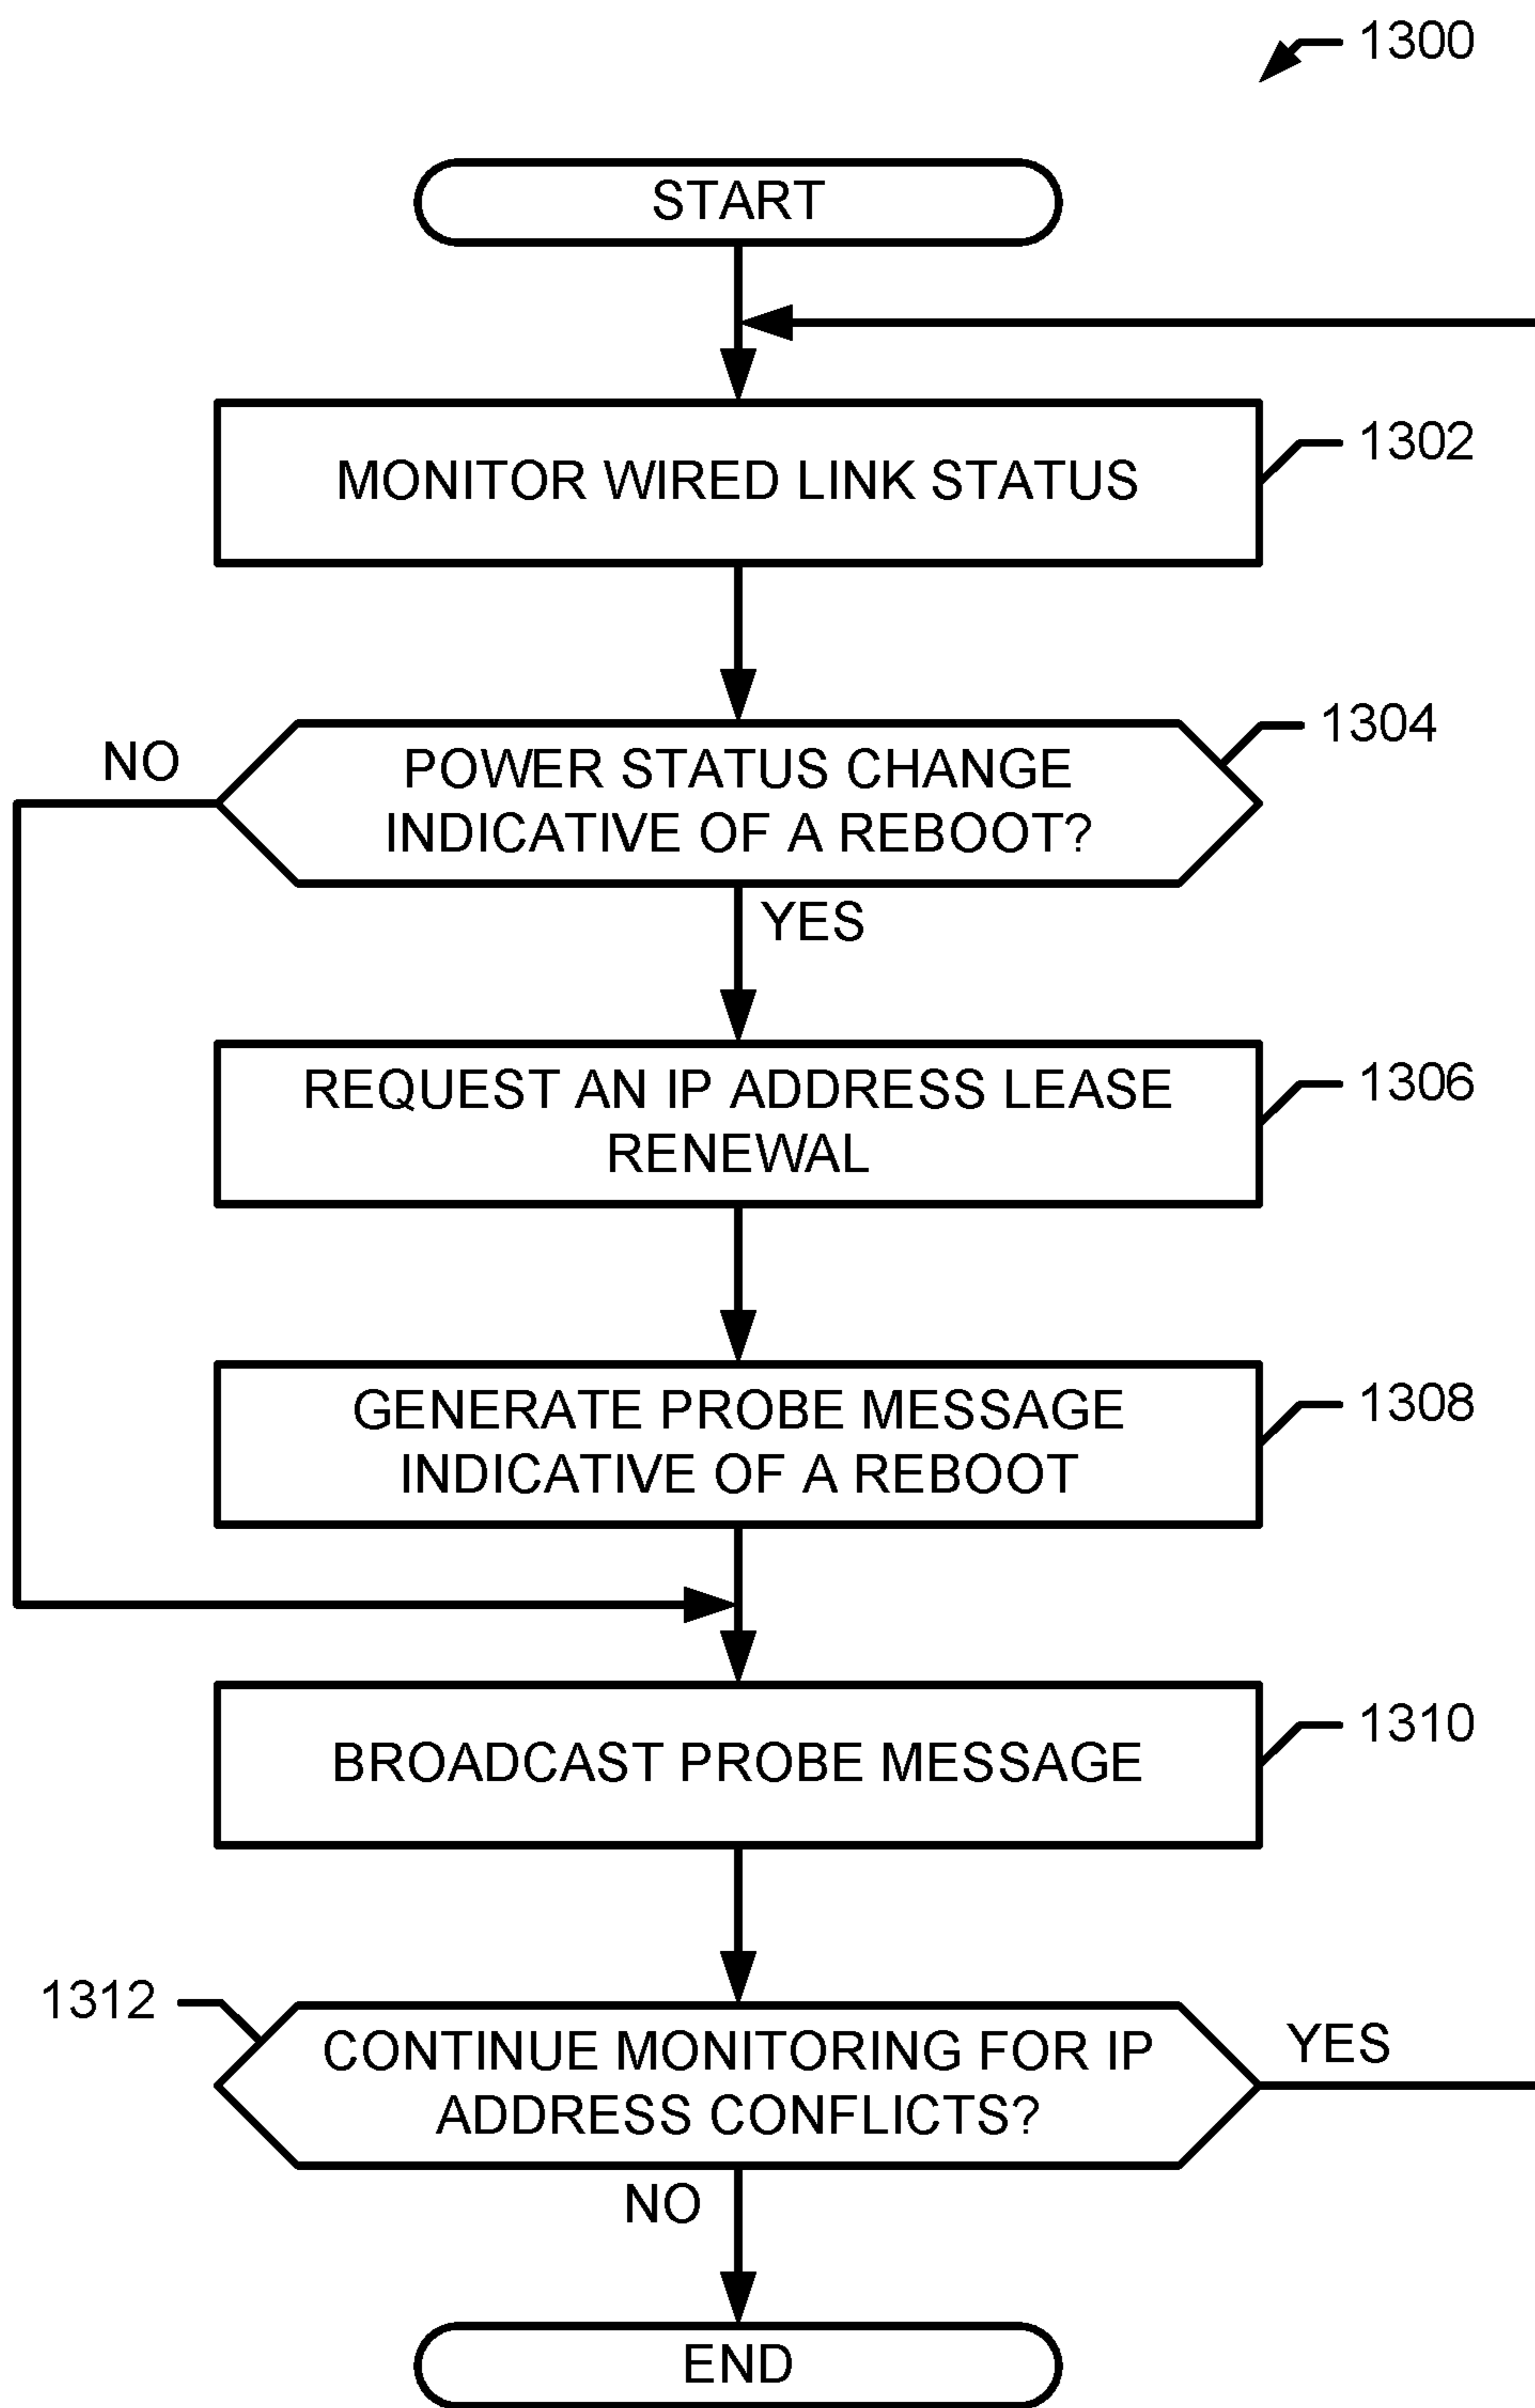 1300
START
MONITOR WIRED LINK STATUS
1302
1304
NO
POWER STATUS CHANGE
INDICATIVE OF A REBOOT?
YES
REQUEST AN IP ADDRESS LEASE
RENEWAL
1306
GENERATE PROBE MESSAGE
INDICATIVE OF A REBOOT
1308
BROADCAST PROBE MESSAGE
1310
1312
CONTINUE MONITORING FOR IP
ADDRESS CONFLICTS?
YES
NO
END